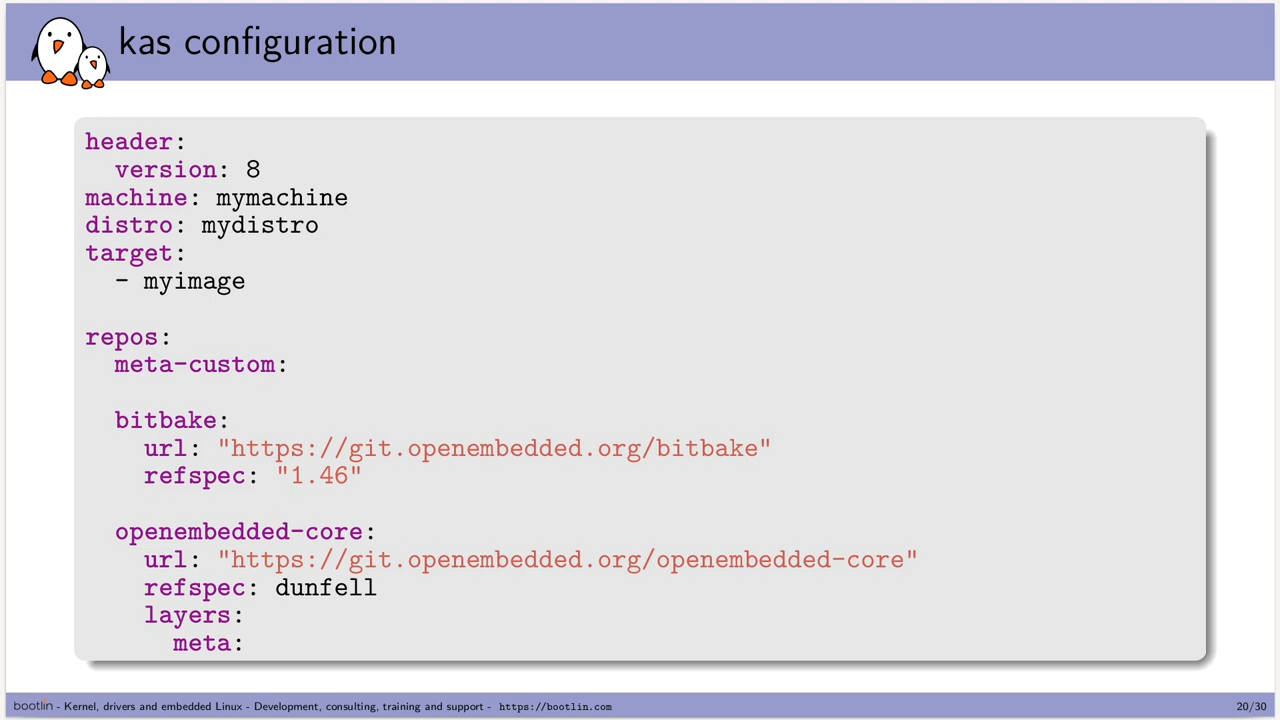 kas configuration
header:
  version: 8
machine: mymachine
distro: mydistro
target:
  - myimage

repos:
  meta-custom:

  bitbake:
    url: "https://git.openembedded.org/bitbake"
    refspec: "1.46"

  openembedded-core:
    url: "https://git.openembedded.org/openembedded-core"
    refspec: dunfell
    layers:
      meta:
bootlin - Kernel, drivers and embedded Linux - Development, consulting, training and support - https://bootlin.com 20/30